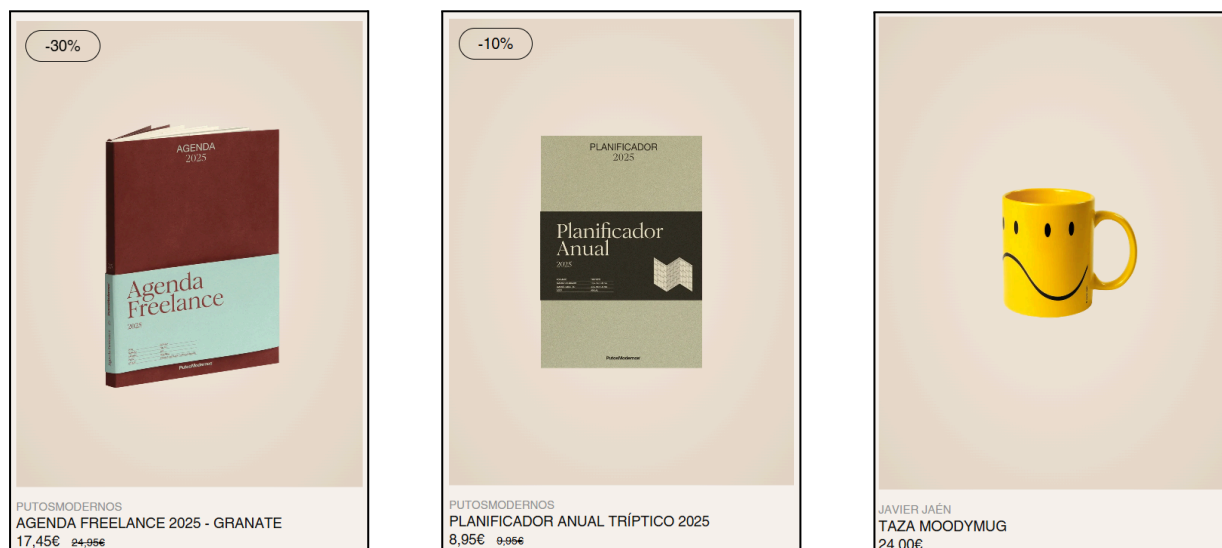 -30%
AGENDA
2025
Agenda
Freelance
2025
PutosModernos
PUTOSMODERNOS
AGENDA FREELANCE 2025 - GRANATE
17,45€ 24,95€
-10%
PLANIFICADOR
2025
Planificador
Anual
2025
PutosModernos
PUTOSMODERNOS
PLANIFICADOR ANUAL TRÍPTICO 2025
8,95€ 9,95€
JAVIER JAÉN
TAZA MOODYMUG
24,00€